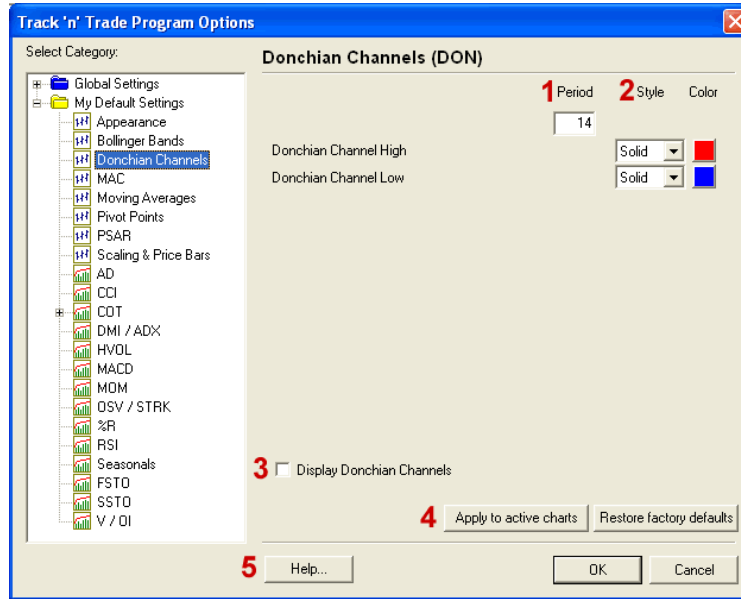 Track 'n' Trade Program Options
Select Category:
Global Settings
My Default Settings
Appearance
Bollinger Bands
Donchian Channels
MAC
Moving Averages
Pivot Points
PSAR
Scaling & Price Bars
AD
CCI
COT
DMI / ADX
HVOL
MACD
MOM
OSV / STRK
%R
RSI
Seasonals
FSTO
SSTO
V / OI
Donchian Channels (DON)
1 Period 2 Style Color
14
Donchian Channel High Solid
Donchian Channel Low Solid
3 Display Donchian Channels
4 Apply to active charts Restore factory defaults
5 Help... OK Cancel